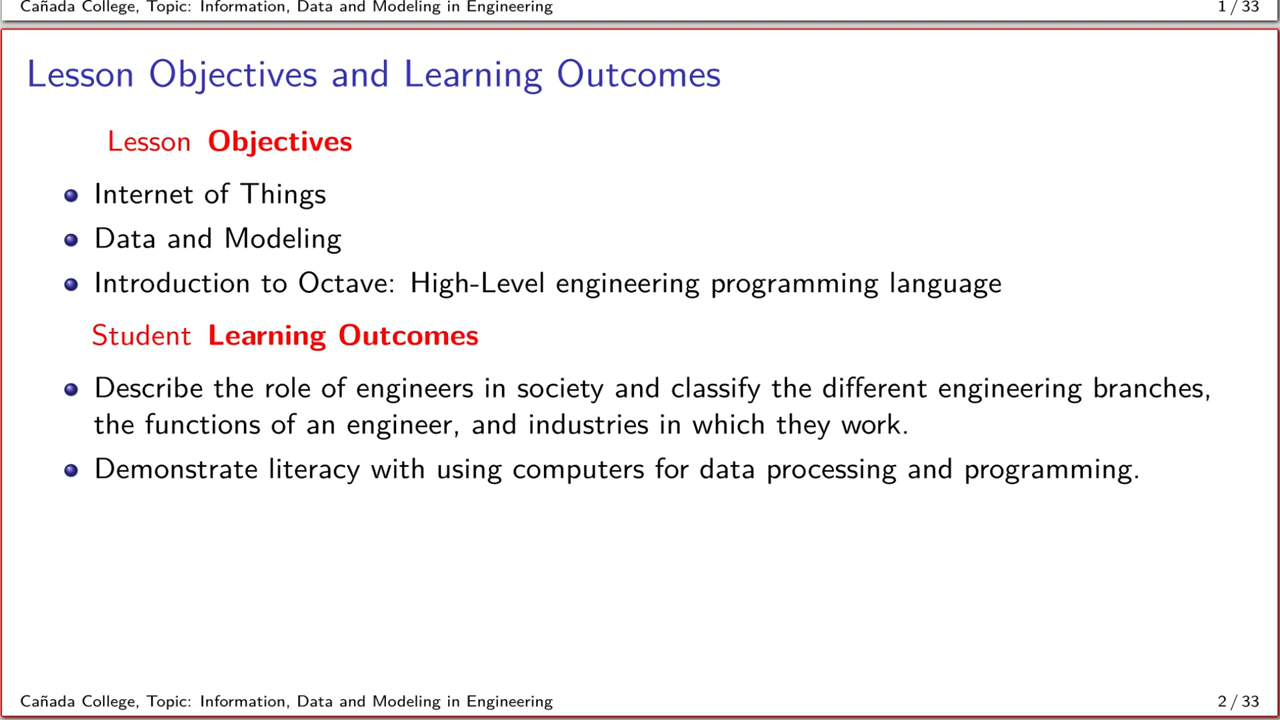 Cañada College, Topic: Information, Data and Modeling in Engineering 1 / 33
Lesson Objectives and Learning Outcomes
Lesson Objectives
Internet of Things
Data and Modeling
Introduction to Octave: High-Level engineering programming language
Student Learning Outcomes
Describe the role of engineers in society and classify the different engineering branches,
the functions of an engineer, and industries in which they work.
Demonstrate literacy with using computers for data processing and programming.
Cañada College, Topic: Information, Data and Modeling in Engineering 2 / 33